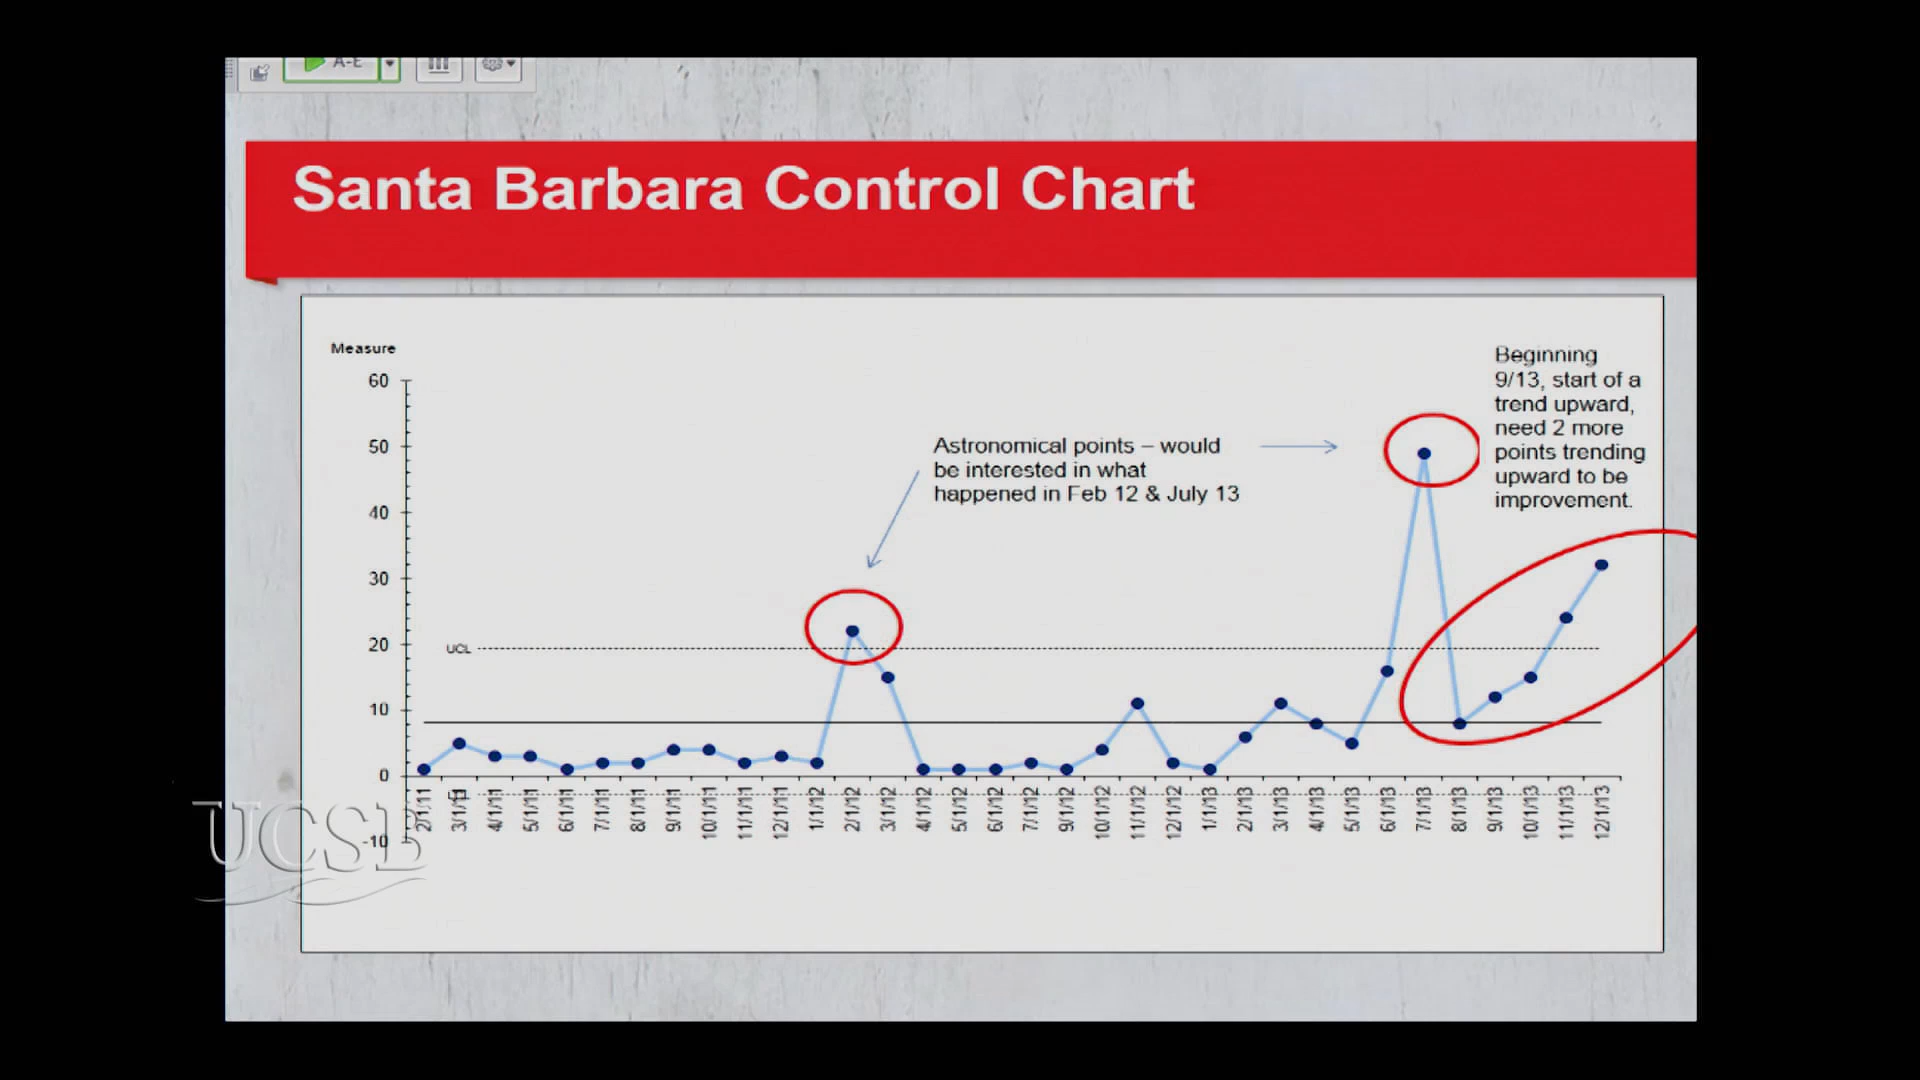 A-E
Santa Barbara Control Chart
Measure
60
50
40
30
20
10
0
-10
UCL
Astronomical points – would
be interested in what
happened in Feb 12 & July 13
Beginning
9/13, start of a
trend upward,
need 2 more
points trending
upward to be
improvement.
2/1/11
3/1/11
4/1/11
5/1/11
6/1/11
7/1/11
8/1/11
9/1/11
10/1/11
11/1/11
12/1/11
1/1/12
2/1/12
3/1/12
4/1/12
5/1/12
6/1/12
7/1/12
9/1/12
10/1/12
11/1/12
12/1/12
1/1/13
2/1/13
3/1/13
4/1/13
5/1/13
6/1/13
7/1/13
8/1/13
9/1/13
10/1/13
11/1/13
12/1/13
UCSB